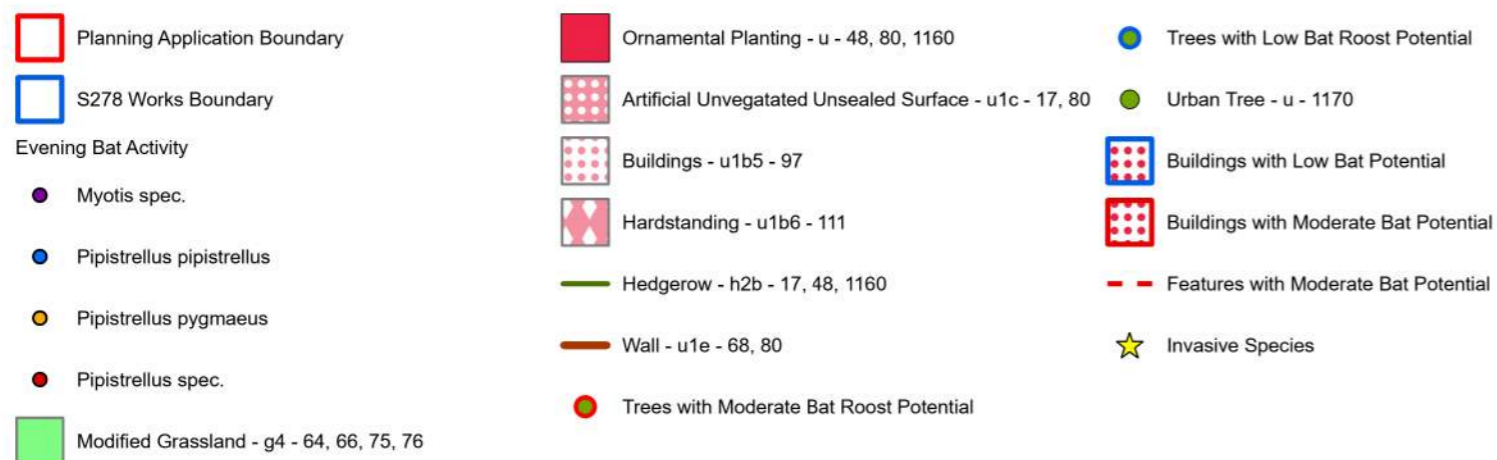 Planning Application Boundary
S278 Works Boundary
Evening Bat Activity
Myotis spec.
Pipistrellus pipistrellus
Pipistrellus pygmaeus
Pipistrellus spec.
Modified Grassland - g4 - 64, 66, 75, 76
Ornamental Planting - u - 48, 80, 1160
Artificial Unvegatated Unsealed Surface - u1c - 17, 80
Buildings - u1b5 - 97
Hardstanding - u1b6 - 111
Hedgerow - h2b - 17, 48, 1160
Wall - u1e - 68, 80
Trees with Moderate Bat Roost Potential
Trees with Low Bat Roost Potential
Urban Tree - u - 1170
Buildings with Low Bat Potential
Buildings with Moderate Bat Potential
Features with Moderate Bat Potential
Invasive Species